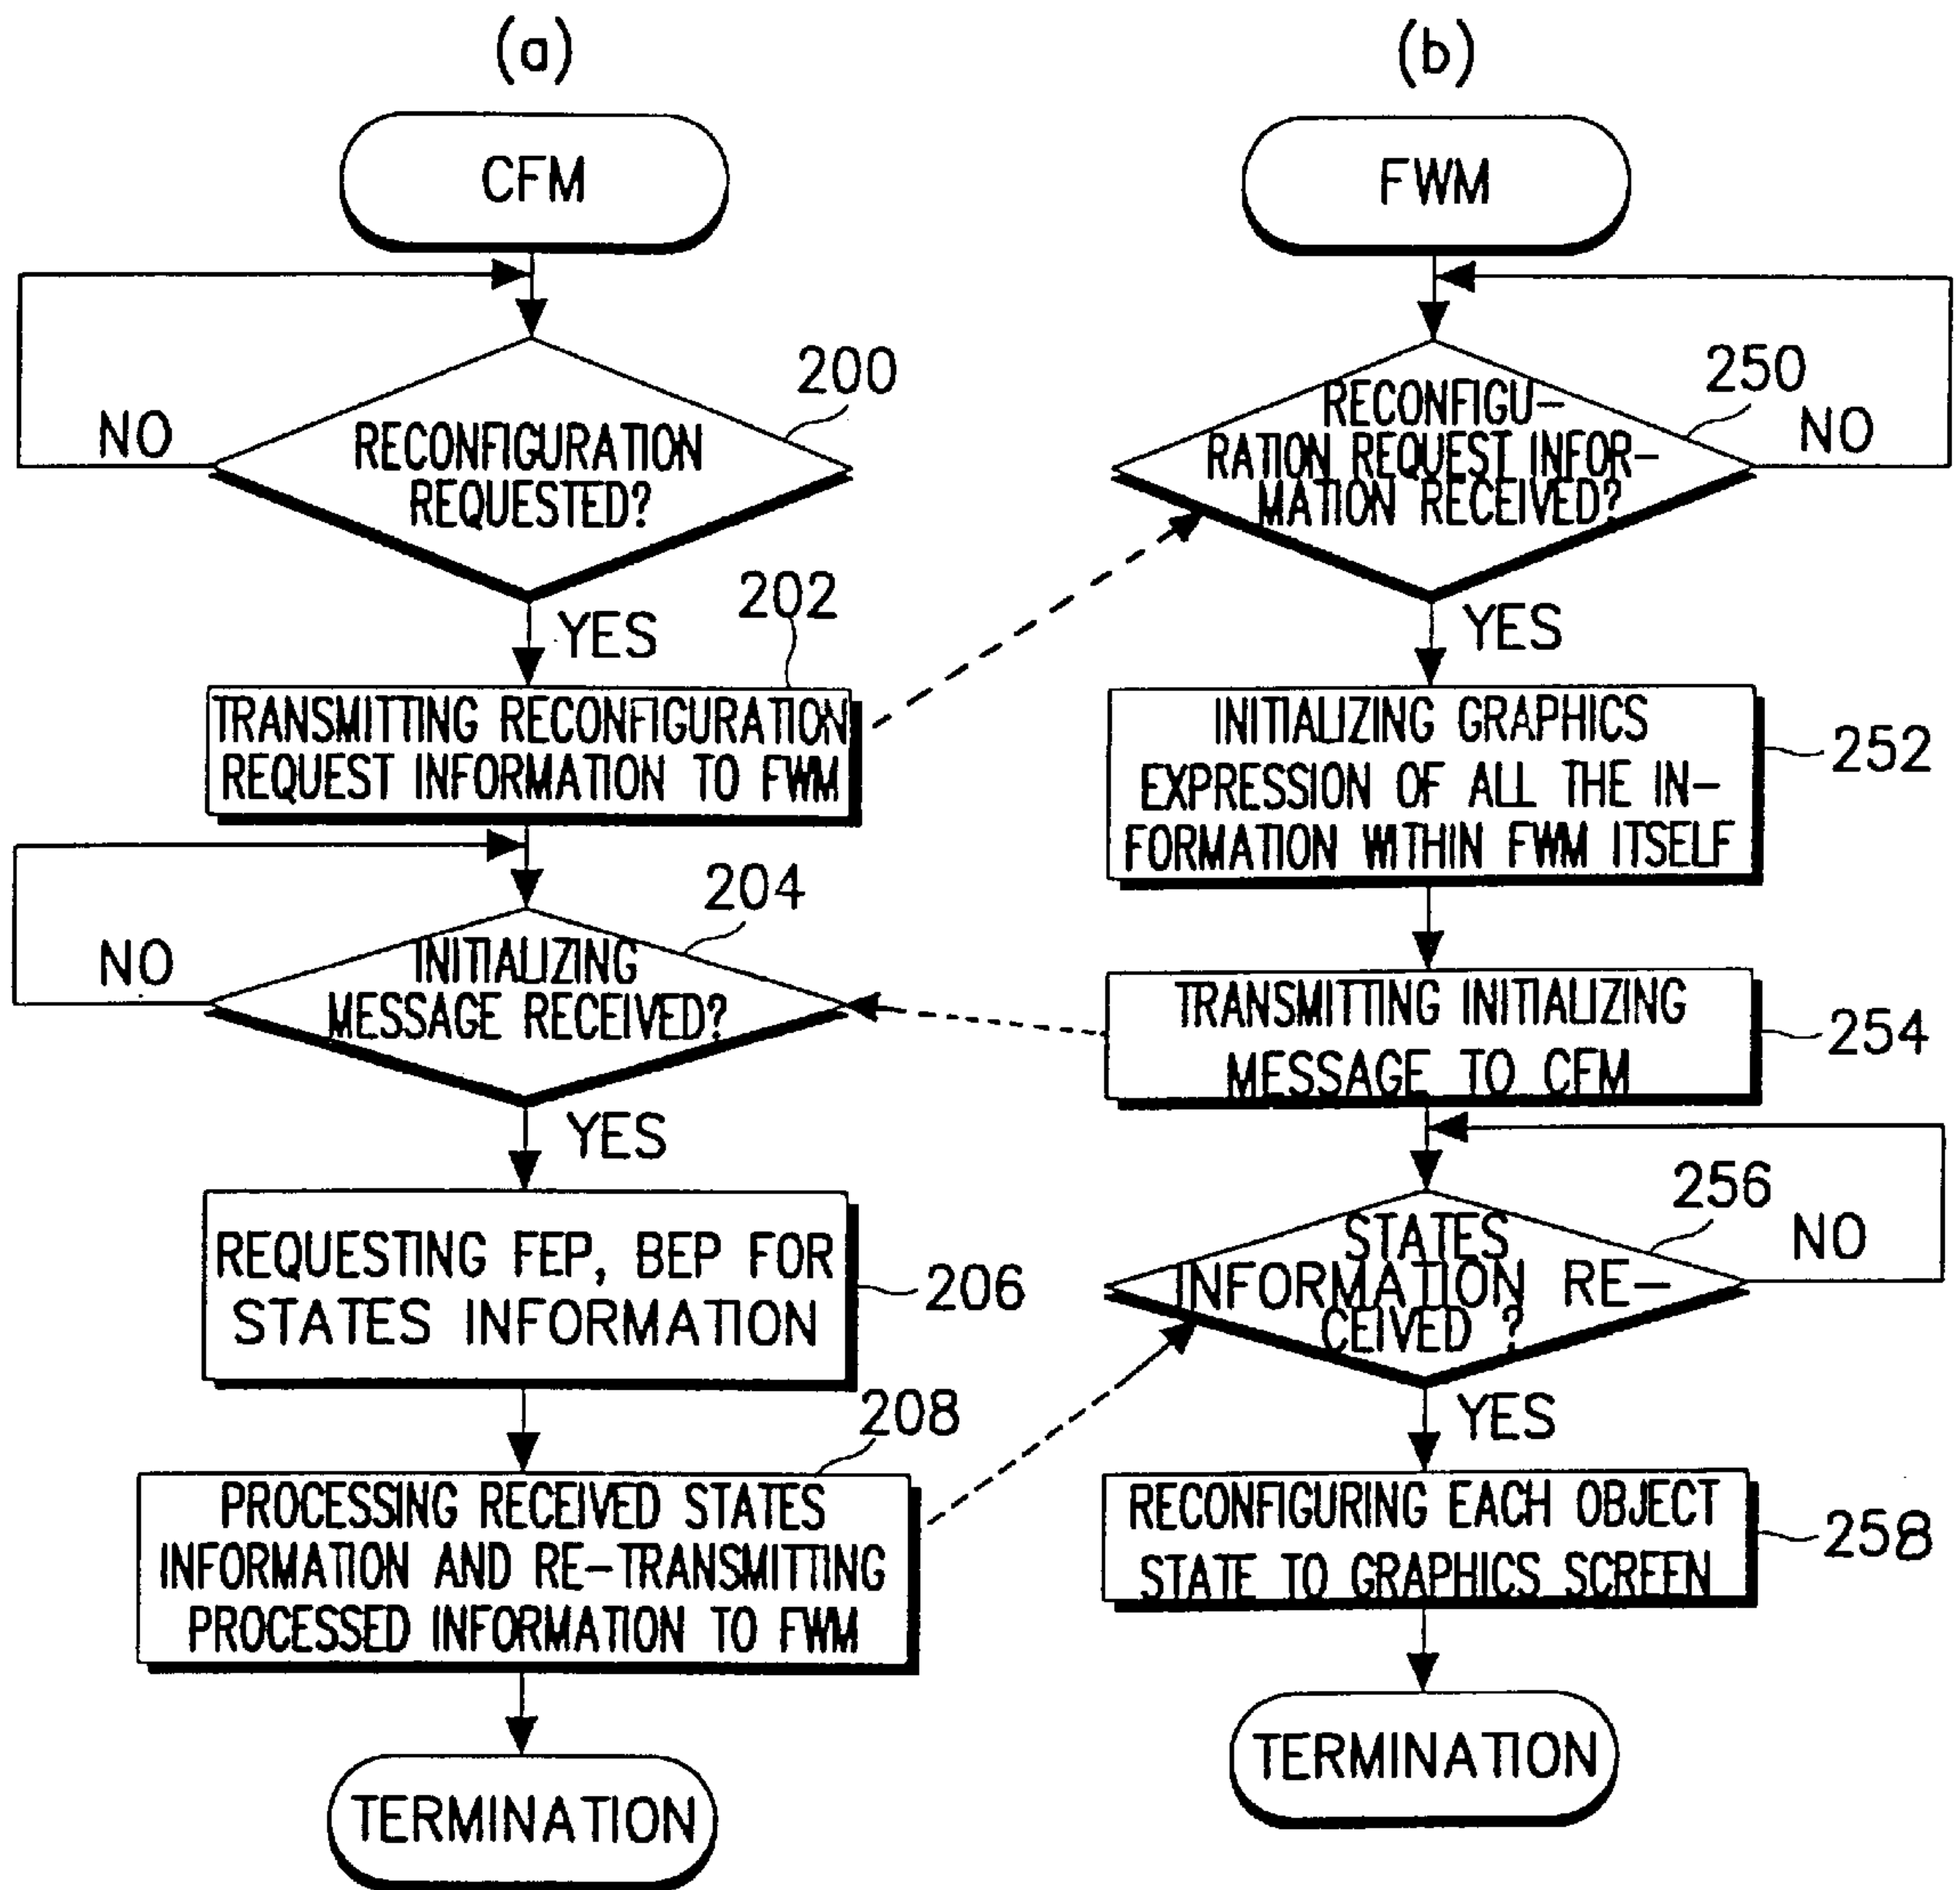 (a)
CFM
200
NO
RECONFIGURATION
REQUESTED?
YES
202
TRANSMITTING RECONFIGURATION
REQUEST INFORMATION TO FWM
204
NO
INITIALIZING
MESSAGE RECEIVED?
YES
REQUESTING FEP, BEP FOR
STATES INFORMATION
206
208
PROCESSING RECEIVED STATES
INFORMATION AND RE-TRANSMITTING
PROCESSED INFORMATION TO FWM
TERMINATION
(b)
FWM
250
NO
RECONFIGU-
RATION REQUEST INFOR-
MATION RECEIVED?
YES
INITIALIZING GRAPHICS
EXPRESSION OF ALL THE IN-
FORMATION WITHIN FWM ITSELF
252
TRANSMITTING INITIALIZING
MESSAGE TO CFM
254
256
NO
STATES
INFORMATION RE-
CEIVED ?
YES
RECONFIGURING EACH OBJECT
STATE TO GRAPHICS SCREEN
258
TERMINATION